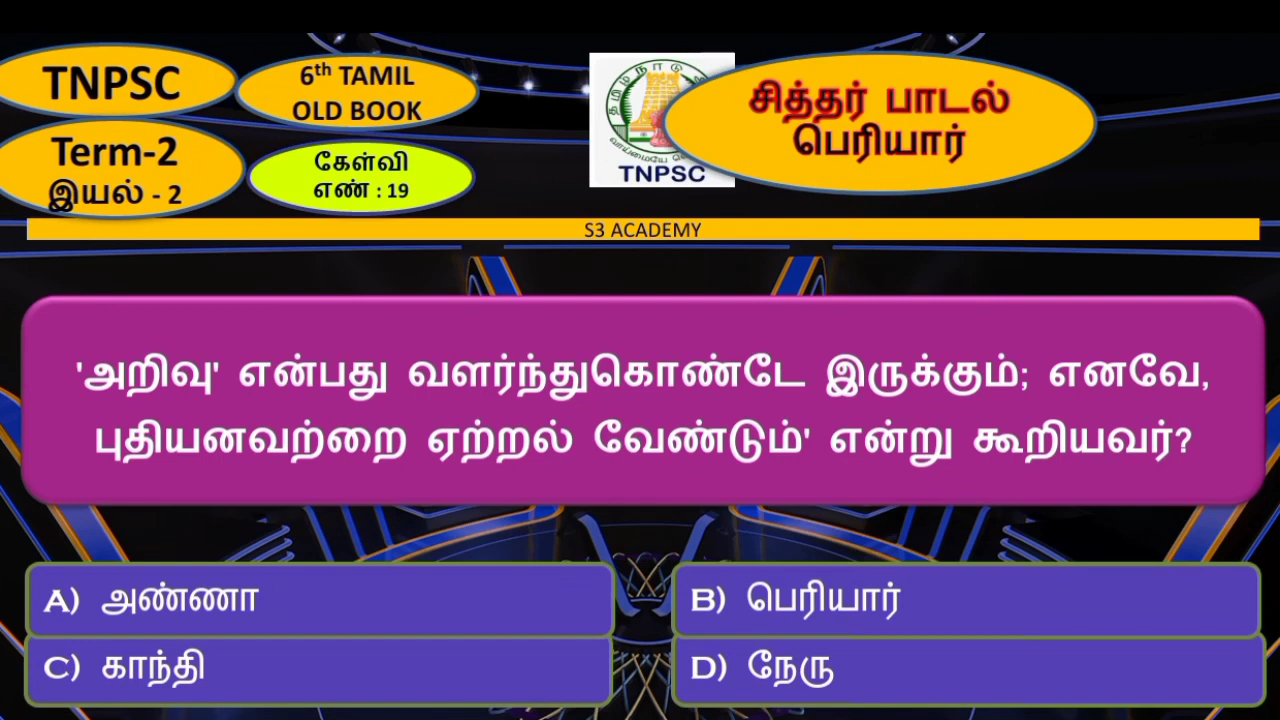 TNPSC
6th TAMIL
OLD BOOK
தமிழ்நாடு
வாய்மையே
TNPSC
சித்தர் பாடல்
பெரியார்
Term-2
இயல் - 2
கேள்வி
எண் : 19
S3 ACADEMY
'அறிவு' என்பது வளர்ந்துகொண்டே இருக்கும்; எனவே,
புதியனவற்றை ஏற்றல் வேண்டும்' என்று கூறியவர்?
A) அண்ணா
B) பெரியார்
C) காந்தி
D) நேரு